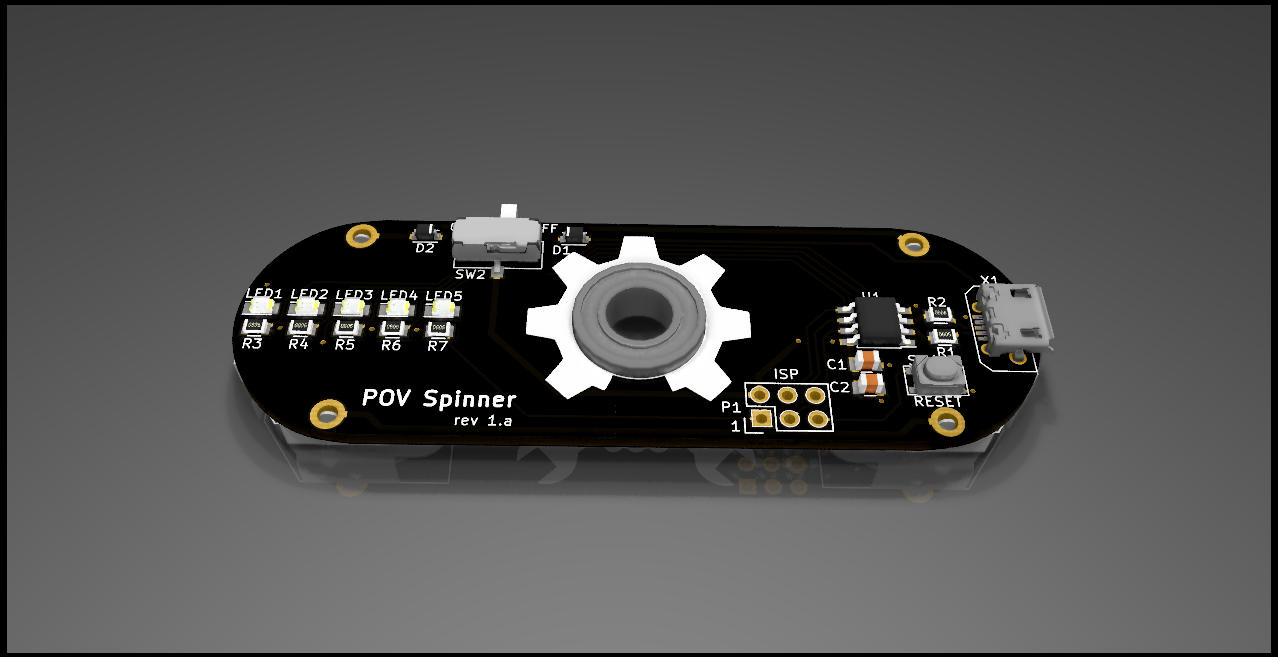 FF
D2
D1
SW2
X1
LED1 LED2 LED3 LED4 LED5
U1
R2
R3 R4 R5 R6 R7
R1
C1
ISP
C2
POV Spinner
RESET
P1
rev 1.a
1